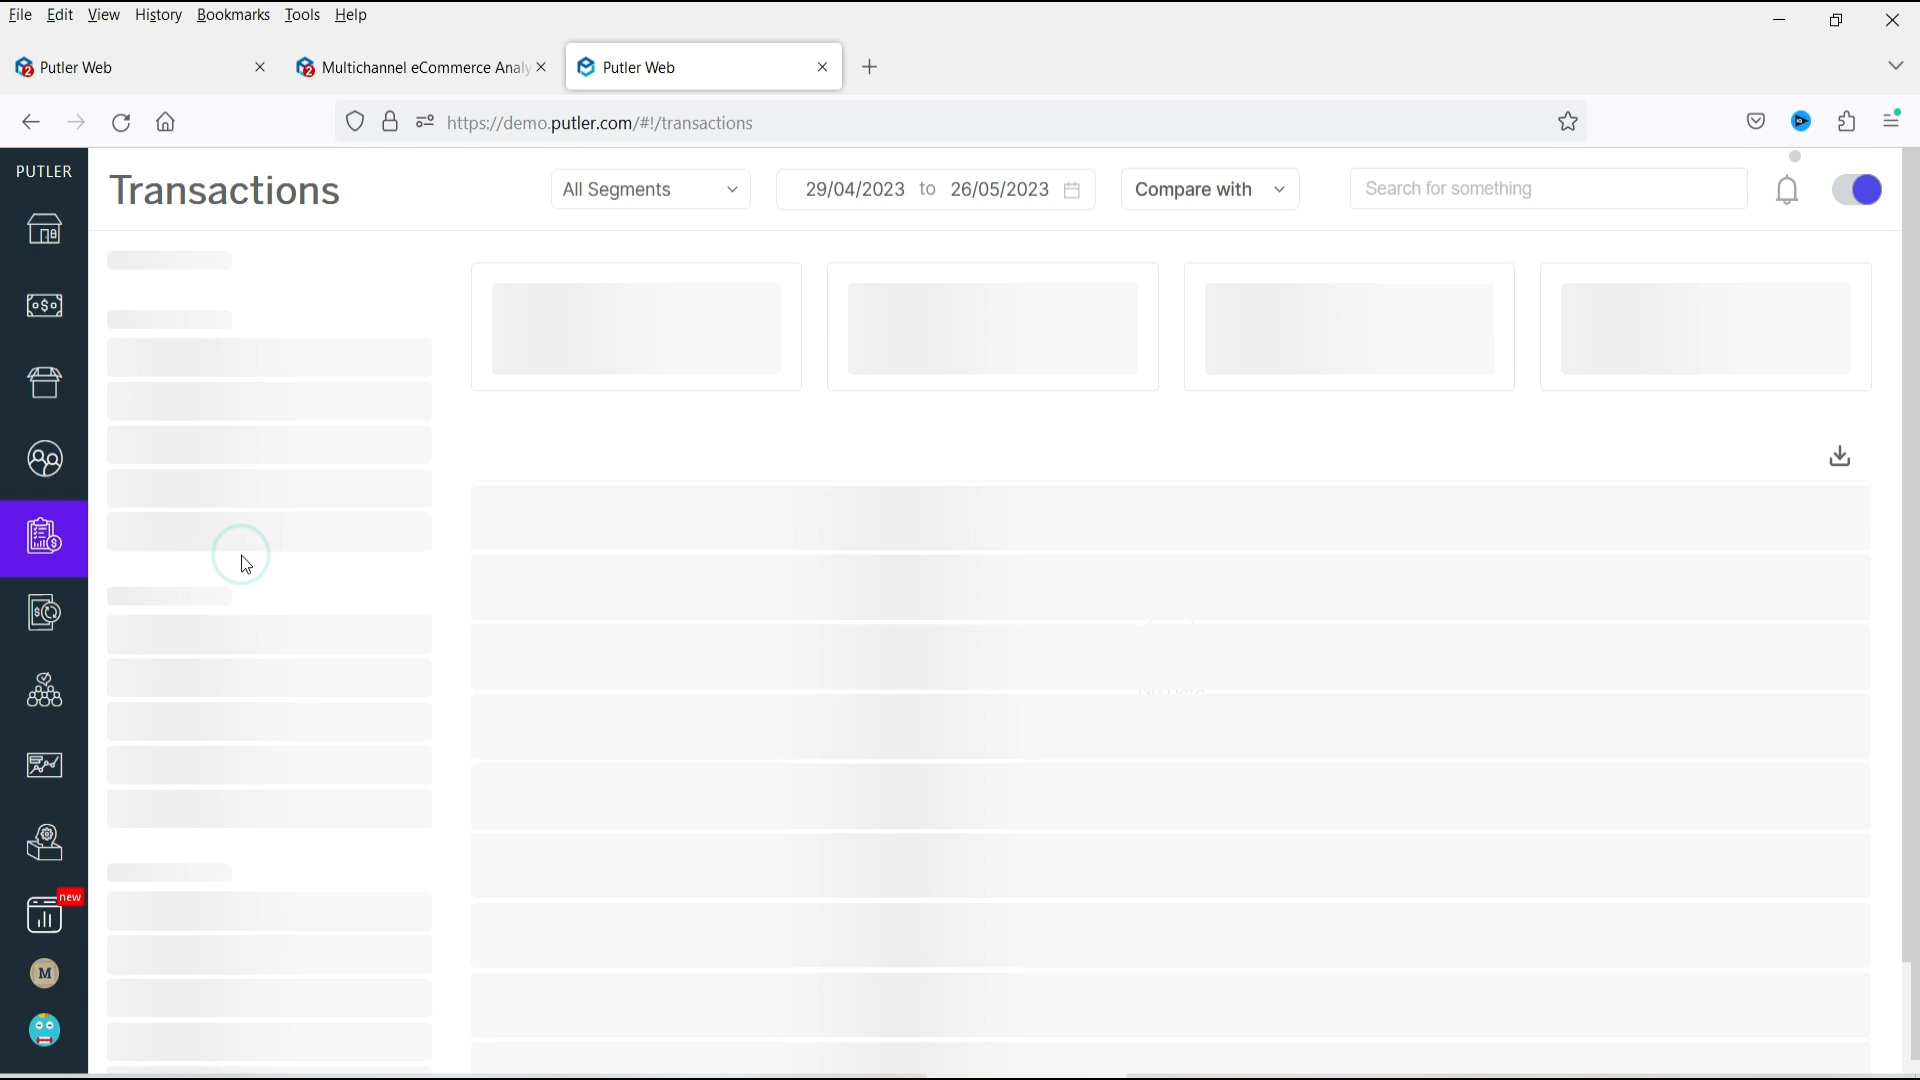 File Edit View History Bookmarks Tools Help
Putler Web
Multichannel eCommerce Analy
Putler Web
https://demo.putler.com/#!/transactions
PUTLER
Transactions
All Segments
29/04/2023 to 26/05/2023
Compare with
Search for something
new
M